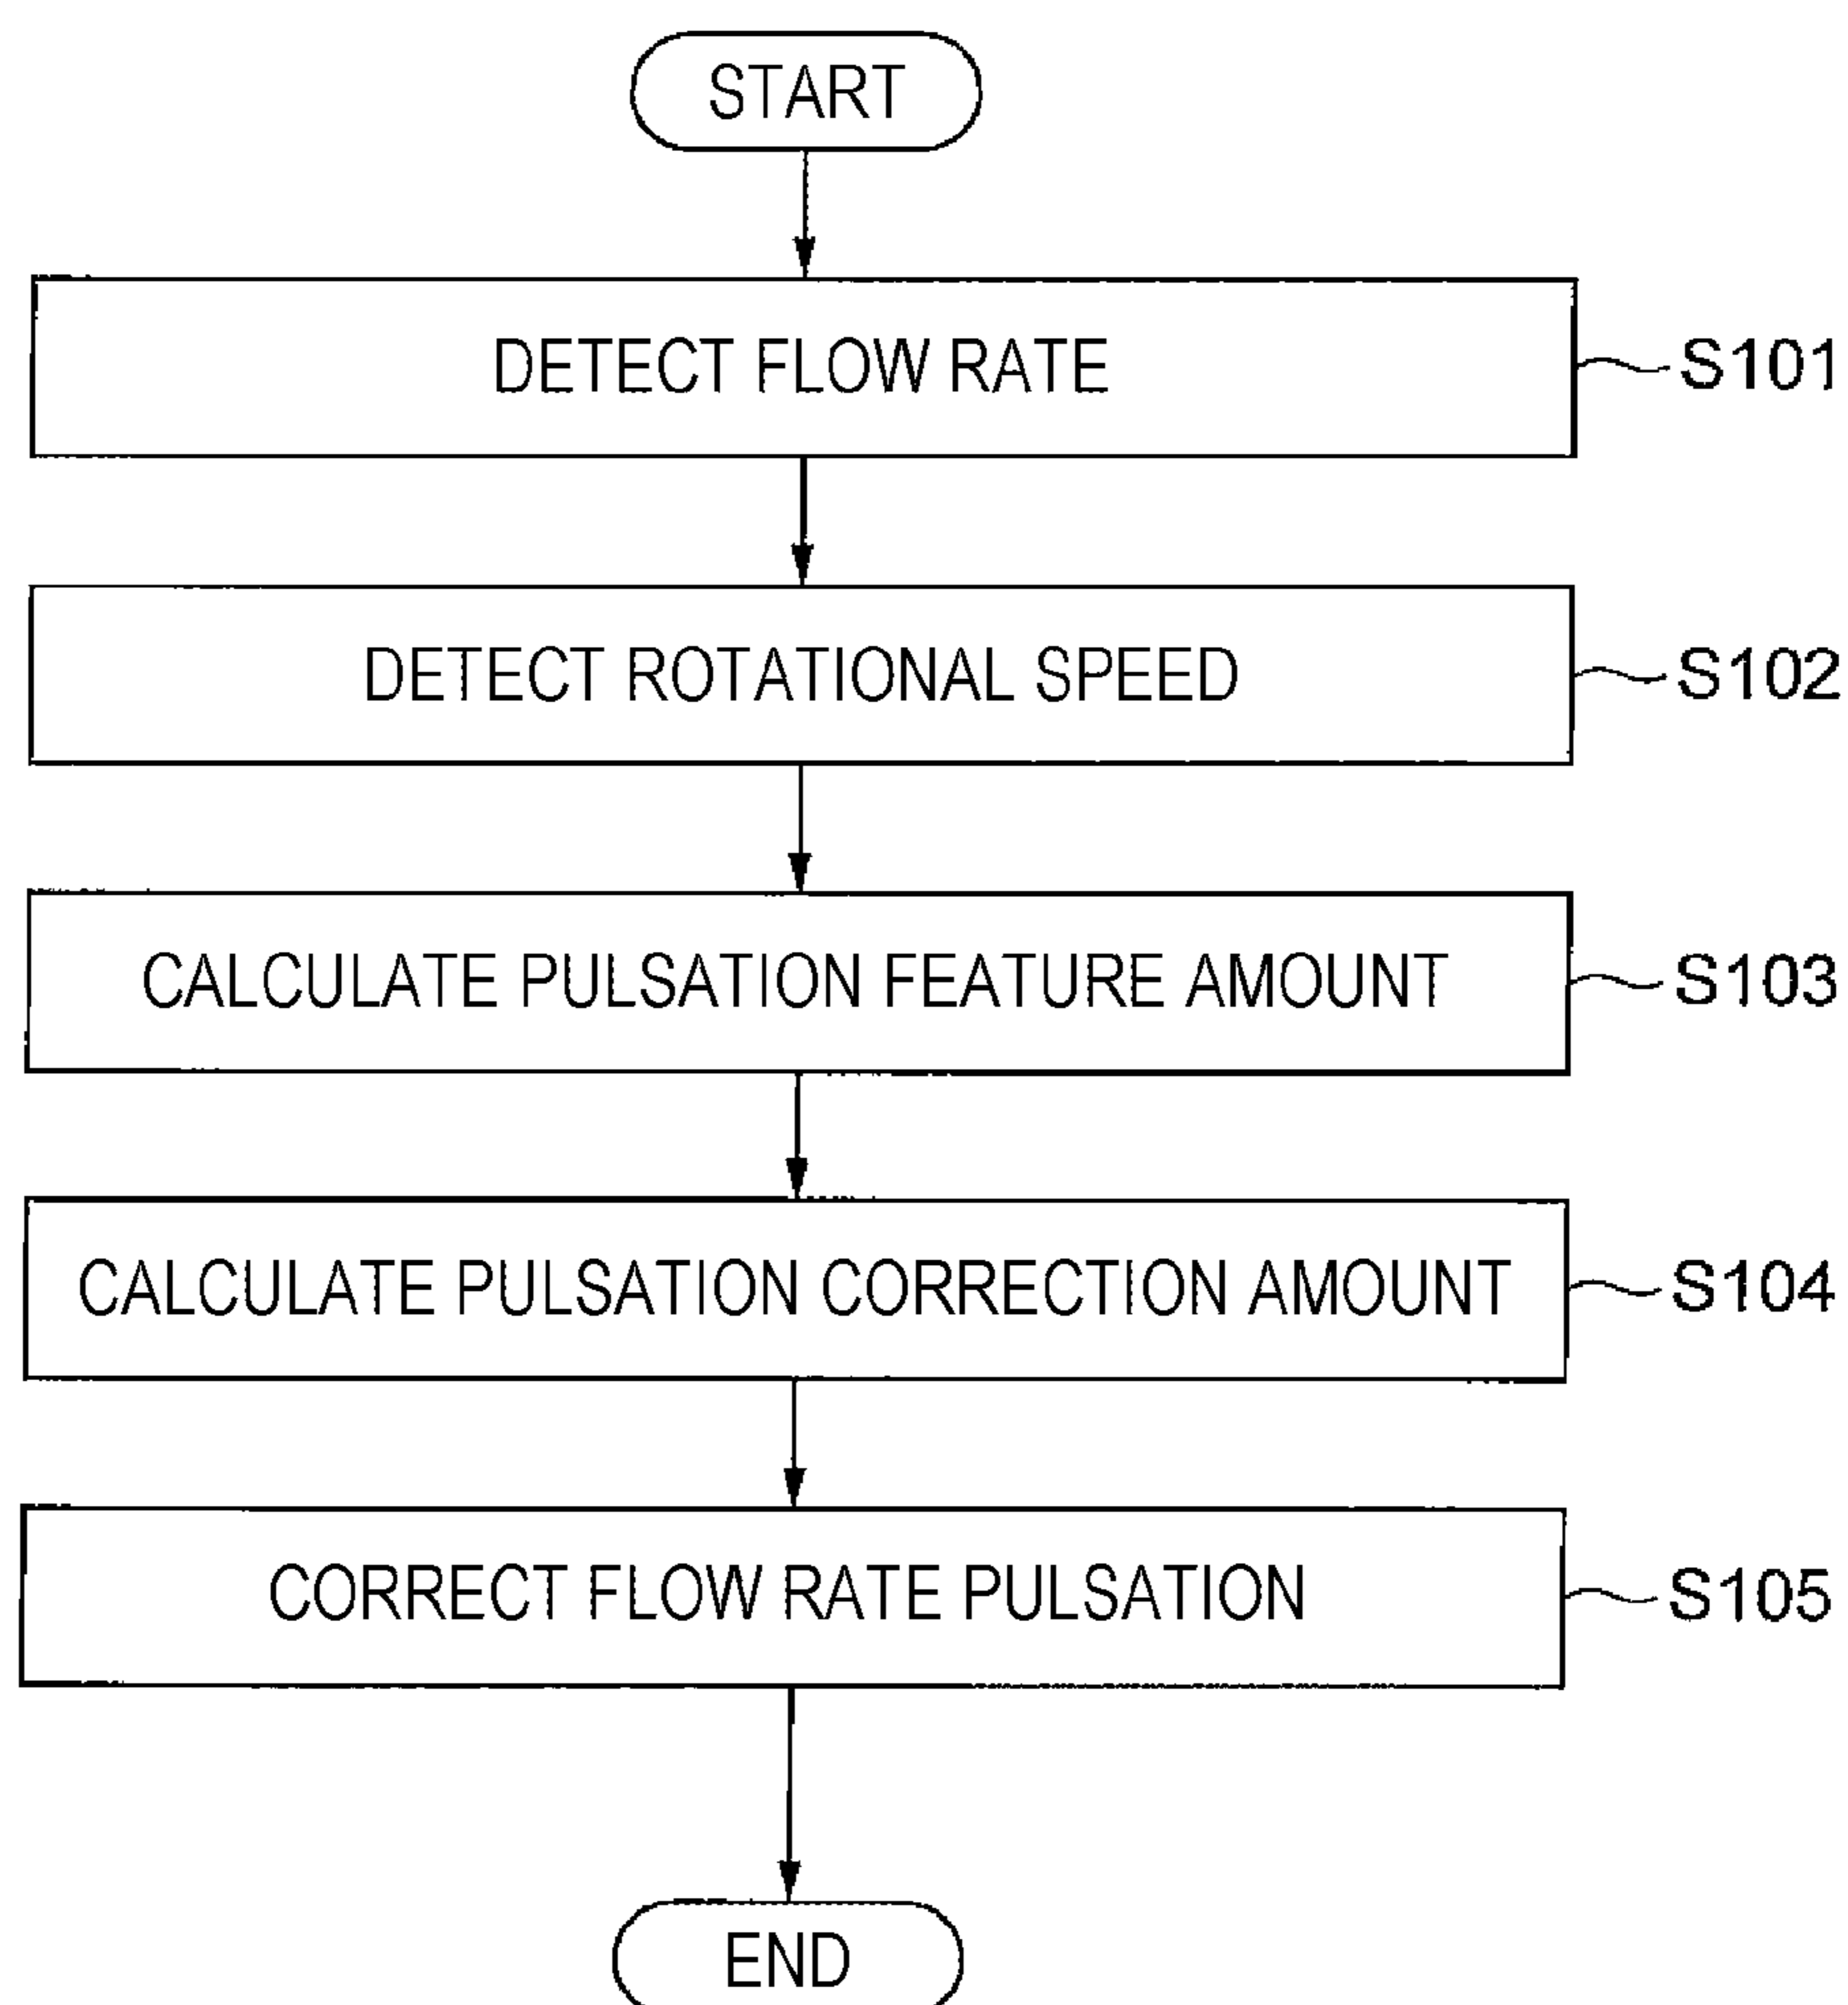 START
DETECT FLOW RATE
S101
DETECT ROTATIONAL SPEED
S102
CALCULATE PULSATION FEATURE AMOUNT
S103
CALCULATE PULSATION CORRECTION AMOUNT
S104
CORRECT FLOW RATE PULSATION
S105
END